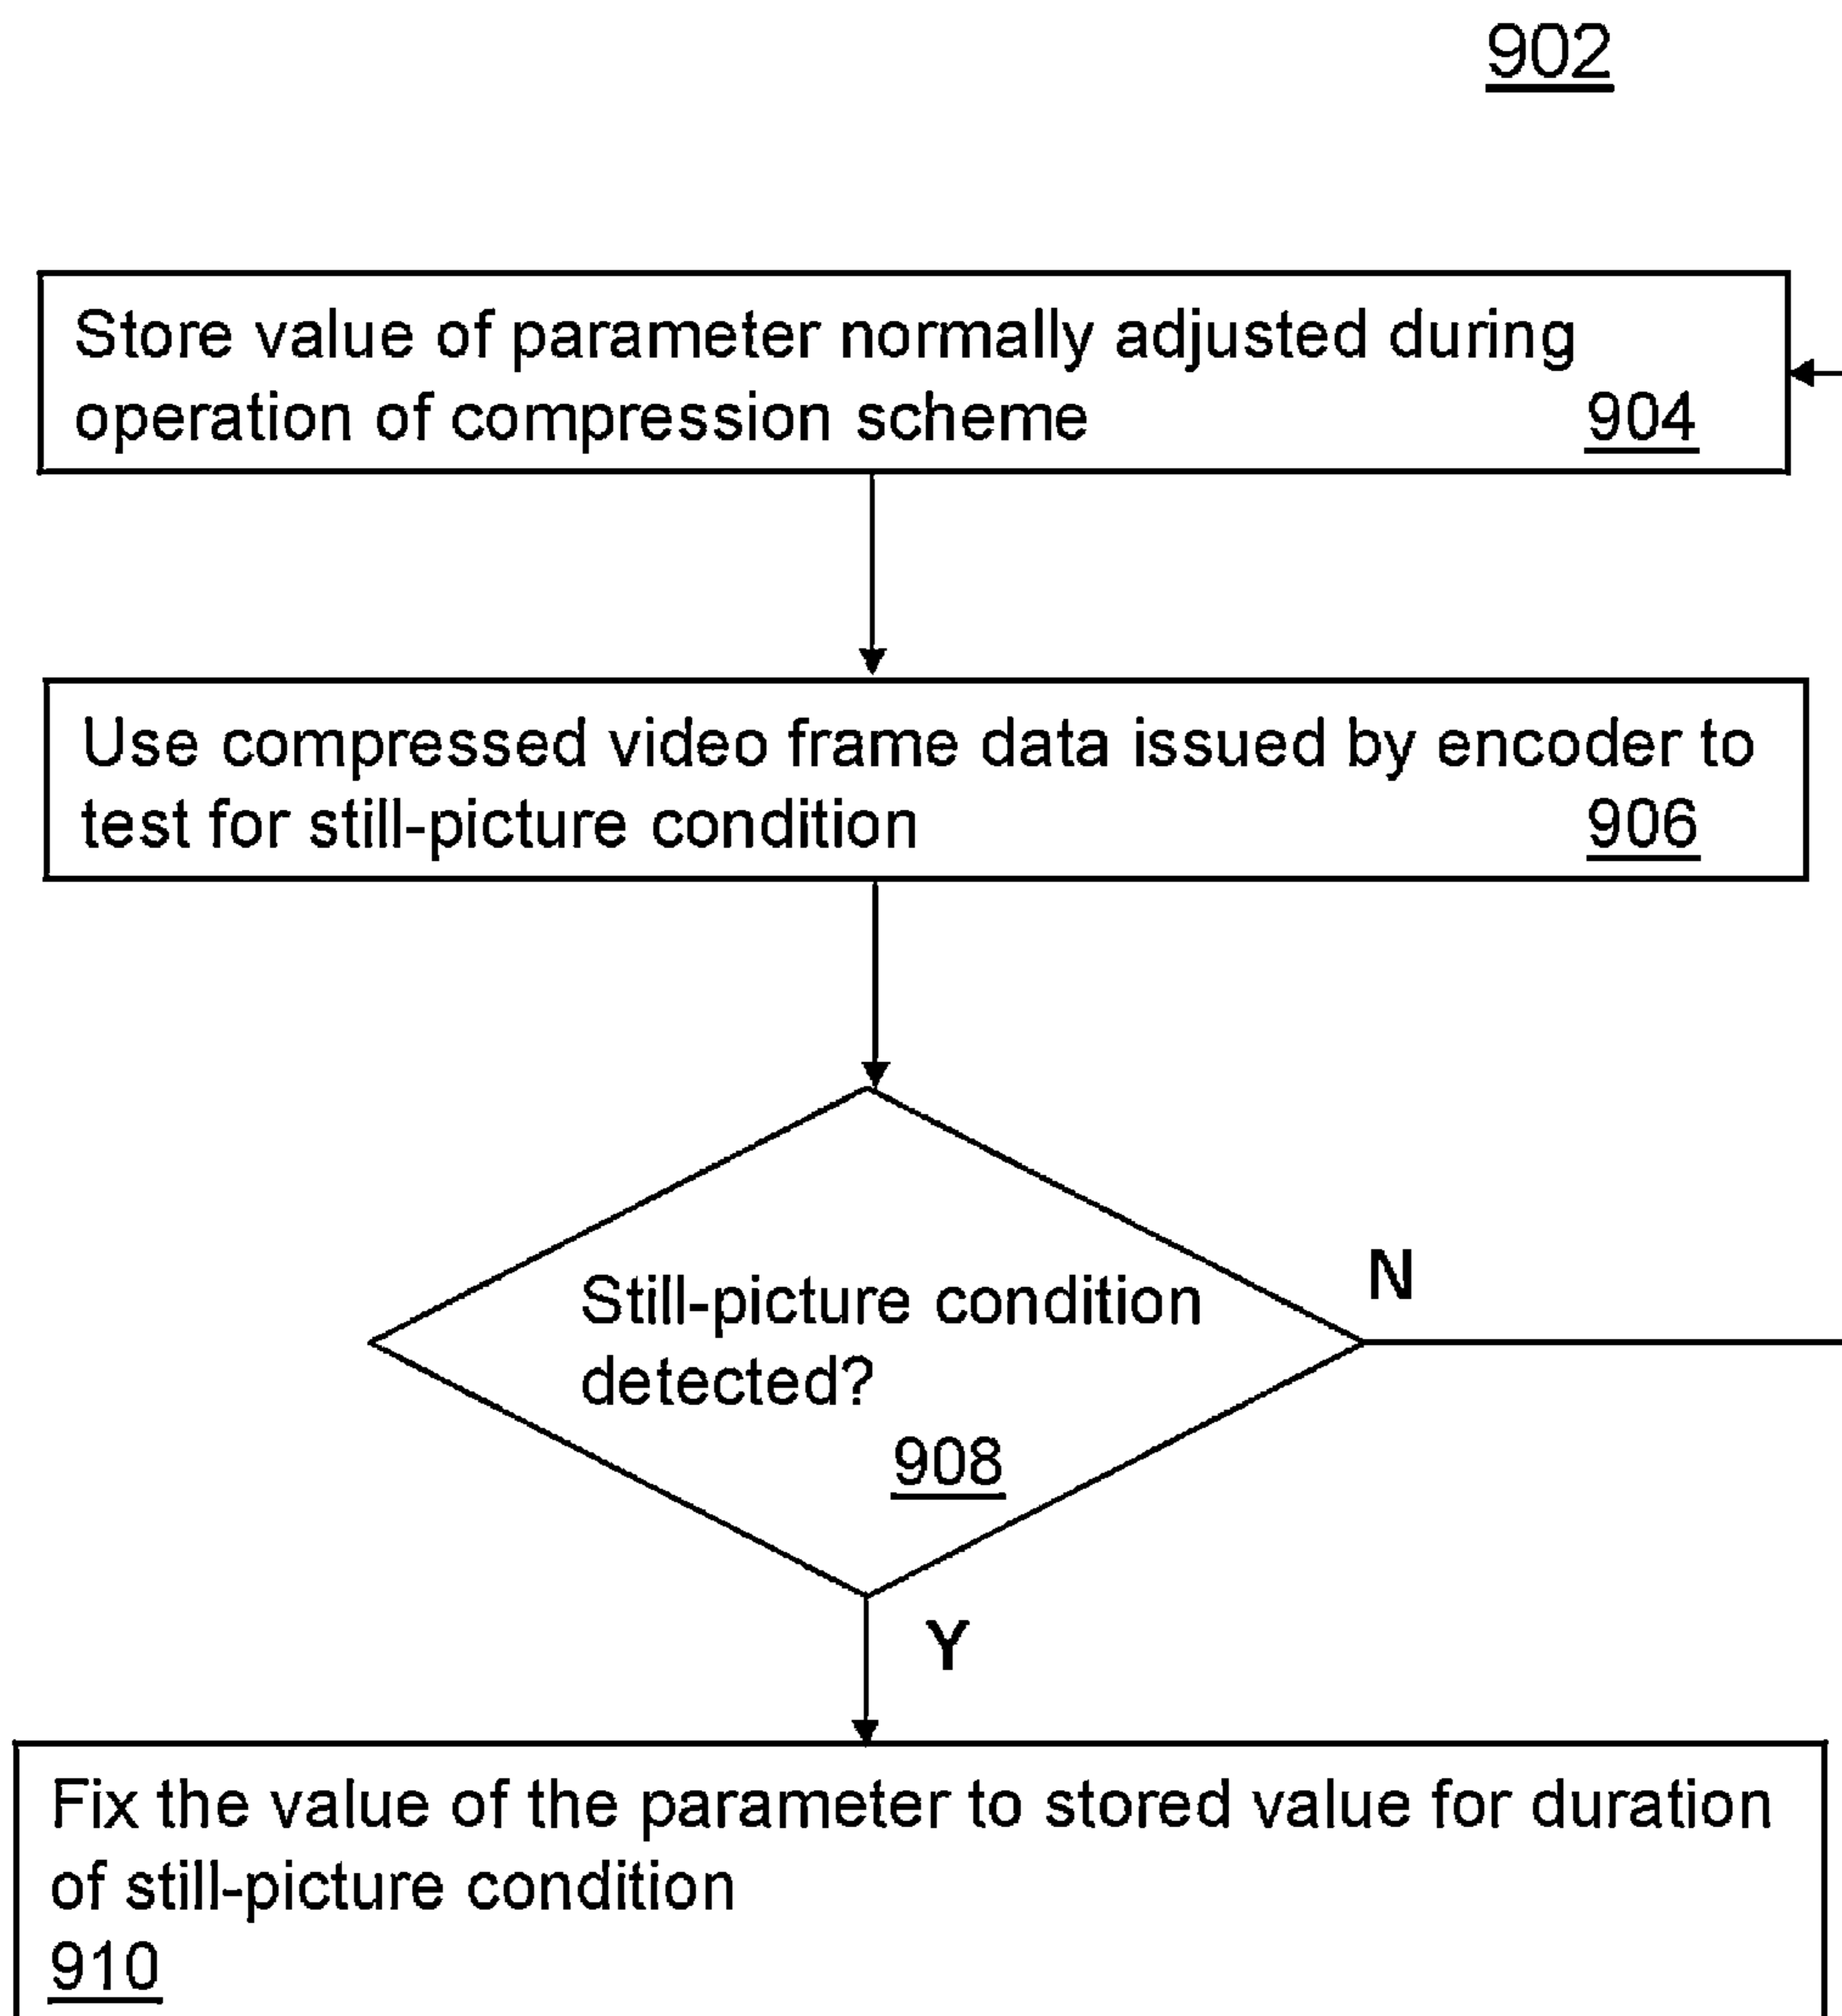 902
Store value of parameter normally adjusted during
operation of compression scheme 904
Use compressed video frame data issued by encoder to
test for still-picture condition 906
Still-picture condition
detected?
908
N
Y
Fix the value of the parameter to stored value for duration
of still-picture condition
910